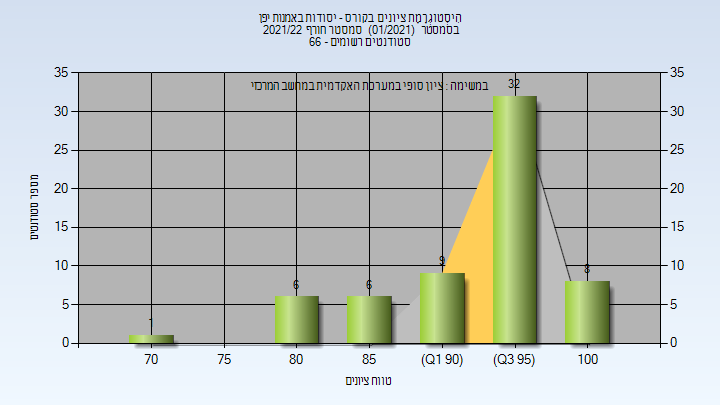 היסטוגרמת ציונים בקורס - יסודות באמנות יפן
בסמסטר (01/2021) סמסטר חורף 2021/22
סטודנטים רשומים - 66
במשימה : ציון סופי במערכת האקדמית במחשב המרכזי
מספר סטודנטים
35 35
30 30
25 25
20 20
15 15
10 10
5 5
0 0
1 6 6 9 32 8
70 75 80 85 (Q1 90) (Q3 95) 100
טווח ציונים